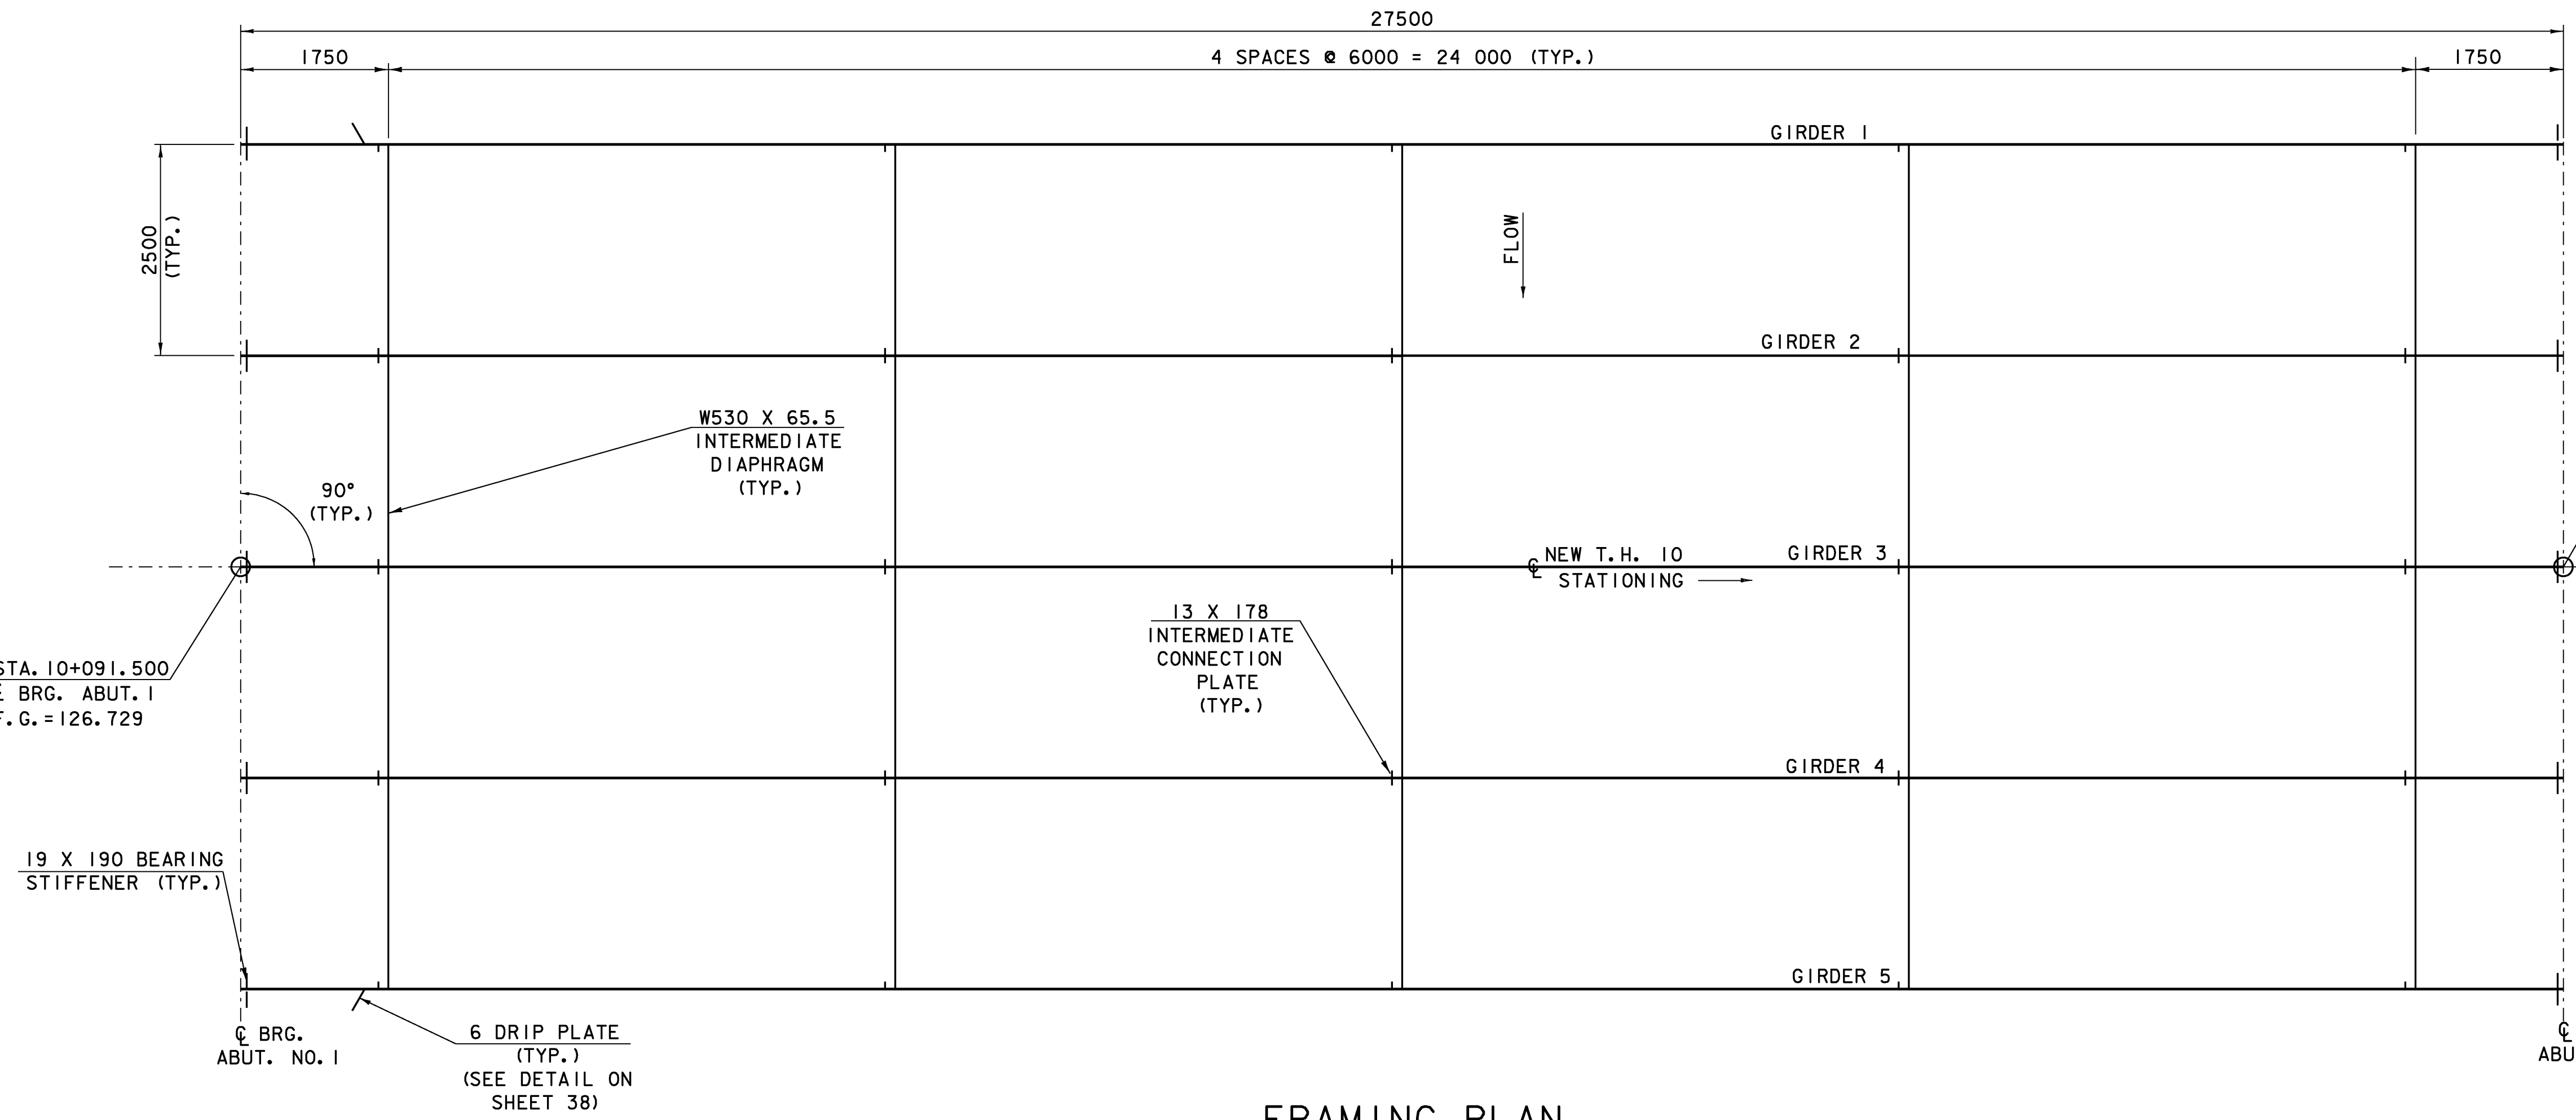 27500
1750
4 SPACES @ 6000 = 24 000 (TYP.)
1750
GIRDER 1
2500
(TYP.)
FLOW
GIRDER 2
W530 X 65.5
INTERMEDIATE
DIAPHRAGM
(TYP.)
90°
(TYP.)
℄ NEW T.H. 10
STATIONING
GIRDER 3
13 X 178
INTERMEDIATE
CONNECTION
PLATE
(TYP.)
STA.10+091.500
℄ BRG. ABUT.1
F.G.=126.729
GIRDER 4
19 X 190 BEARING
STIFFENER (TYP.)
GIRDER 5
℄ BRG.
ABUT. NO.1
6 DRIP PLATE
(TYP.)
(SEE DETAIL ON
SHEET 38)
℄
ABU
FRAMING PLAN